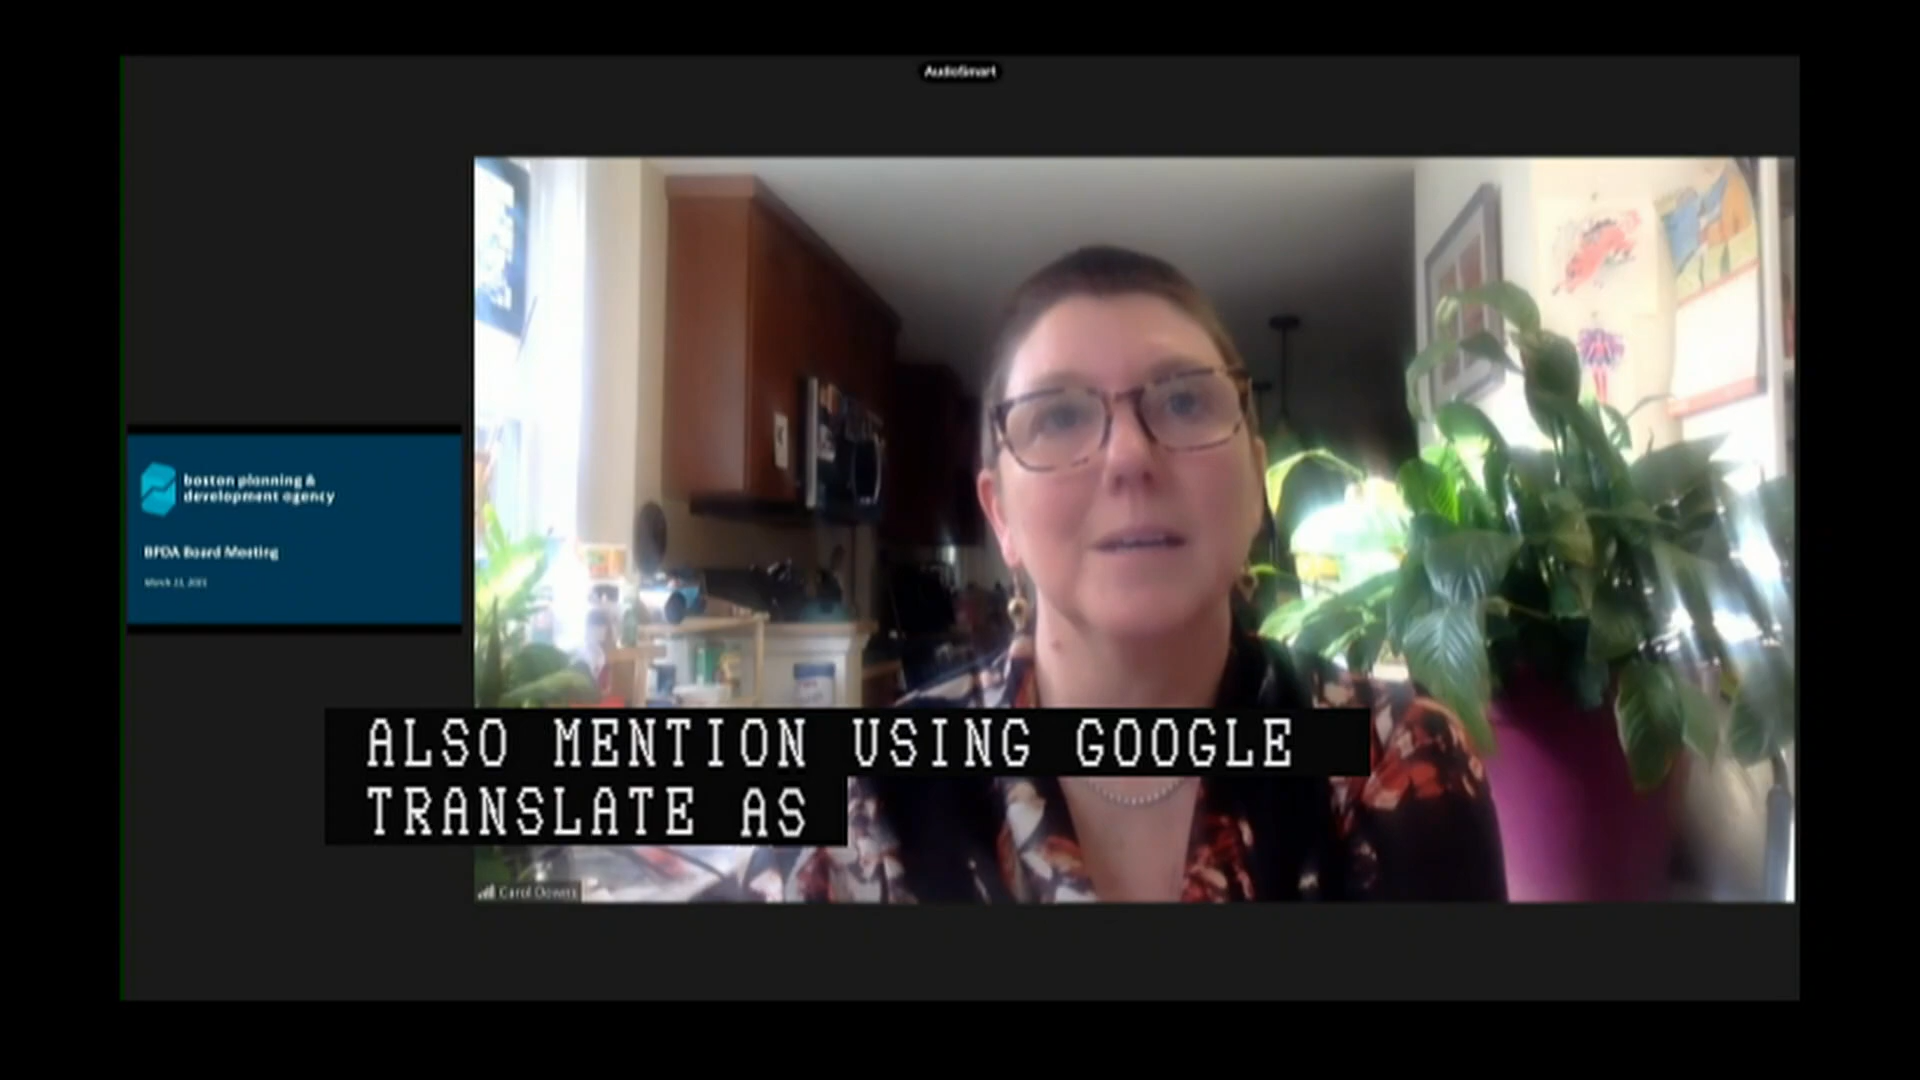 AudioSmart
boston planning &
development agency
BPDA Board Meeting
ALSO MENTION USING GOOGLE
TRANSLATE AS
Carol Downs